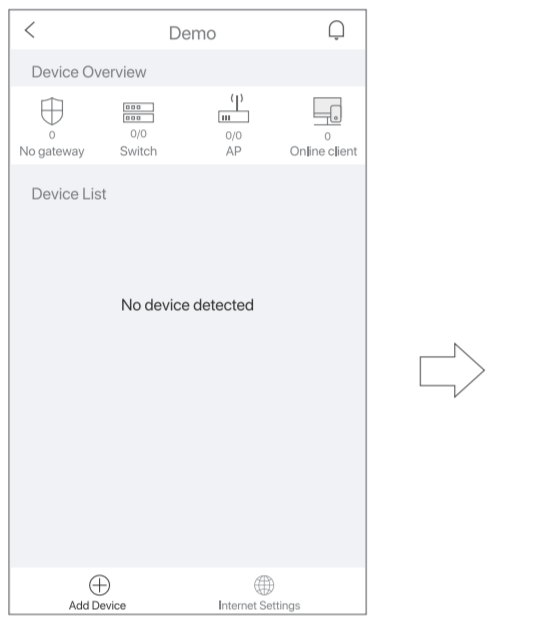 Demo
Device Overview
0 0/0 0/0 0
No gateway Switch AP Online client
Device List
No device detected
Add Device Internet Settings